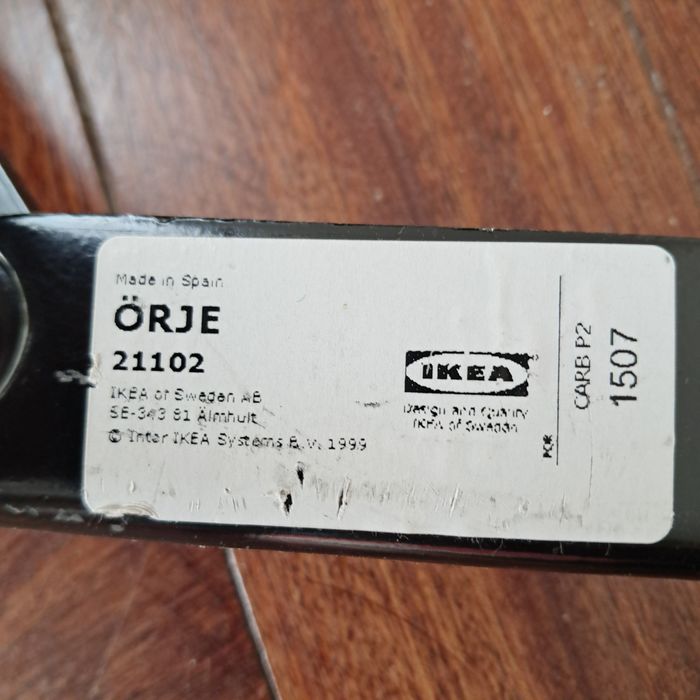 Made in Spain
ÖRJE
21102
IKEA of Sweden AB
SE-343 81 Älmhult
© Inter IKEA Systems B.V. 1999
IKEA
Design and Quality
IKEA of Sweden
PQR
CARB P2
1507